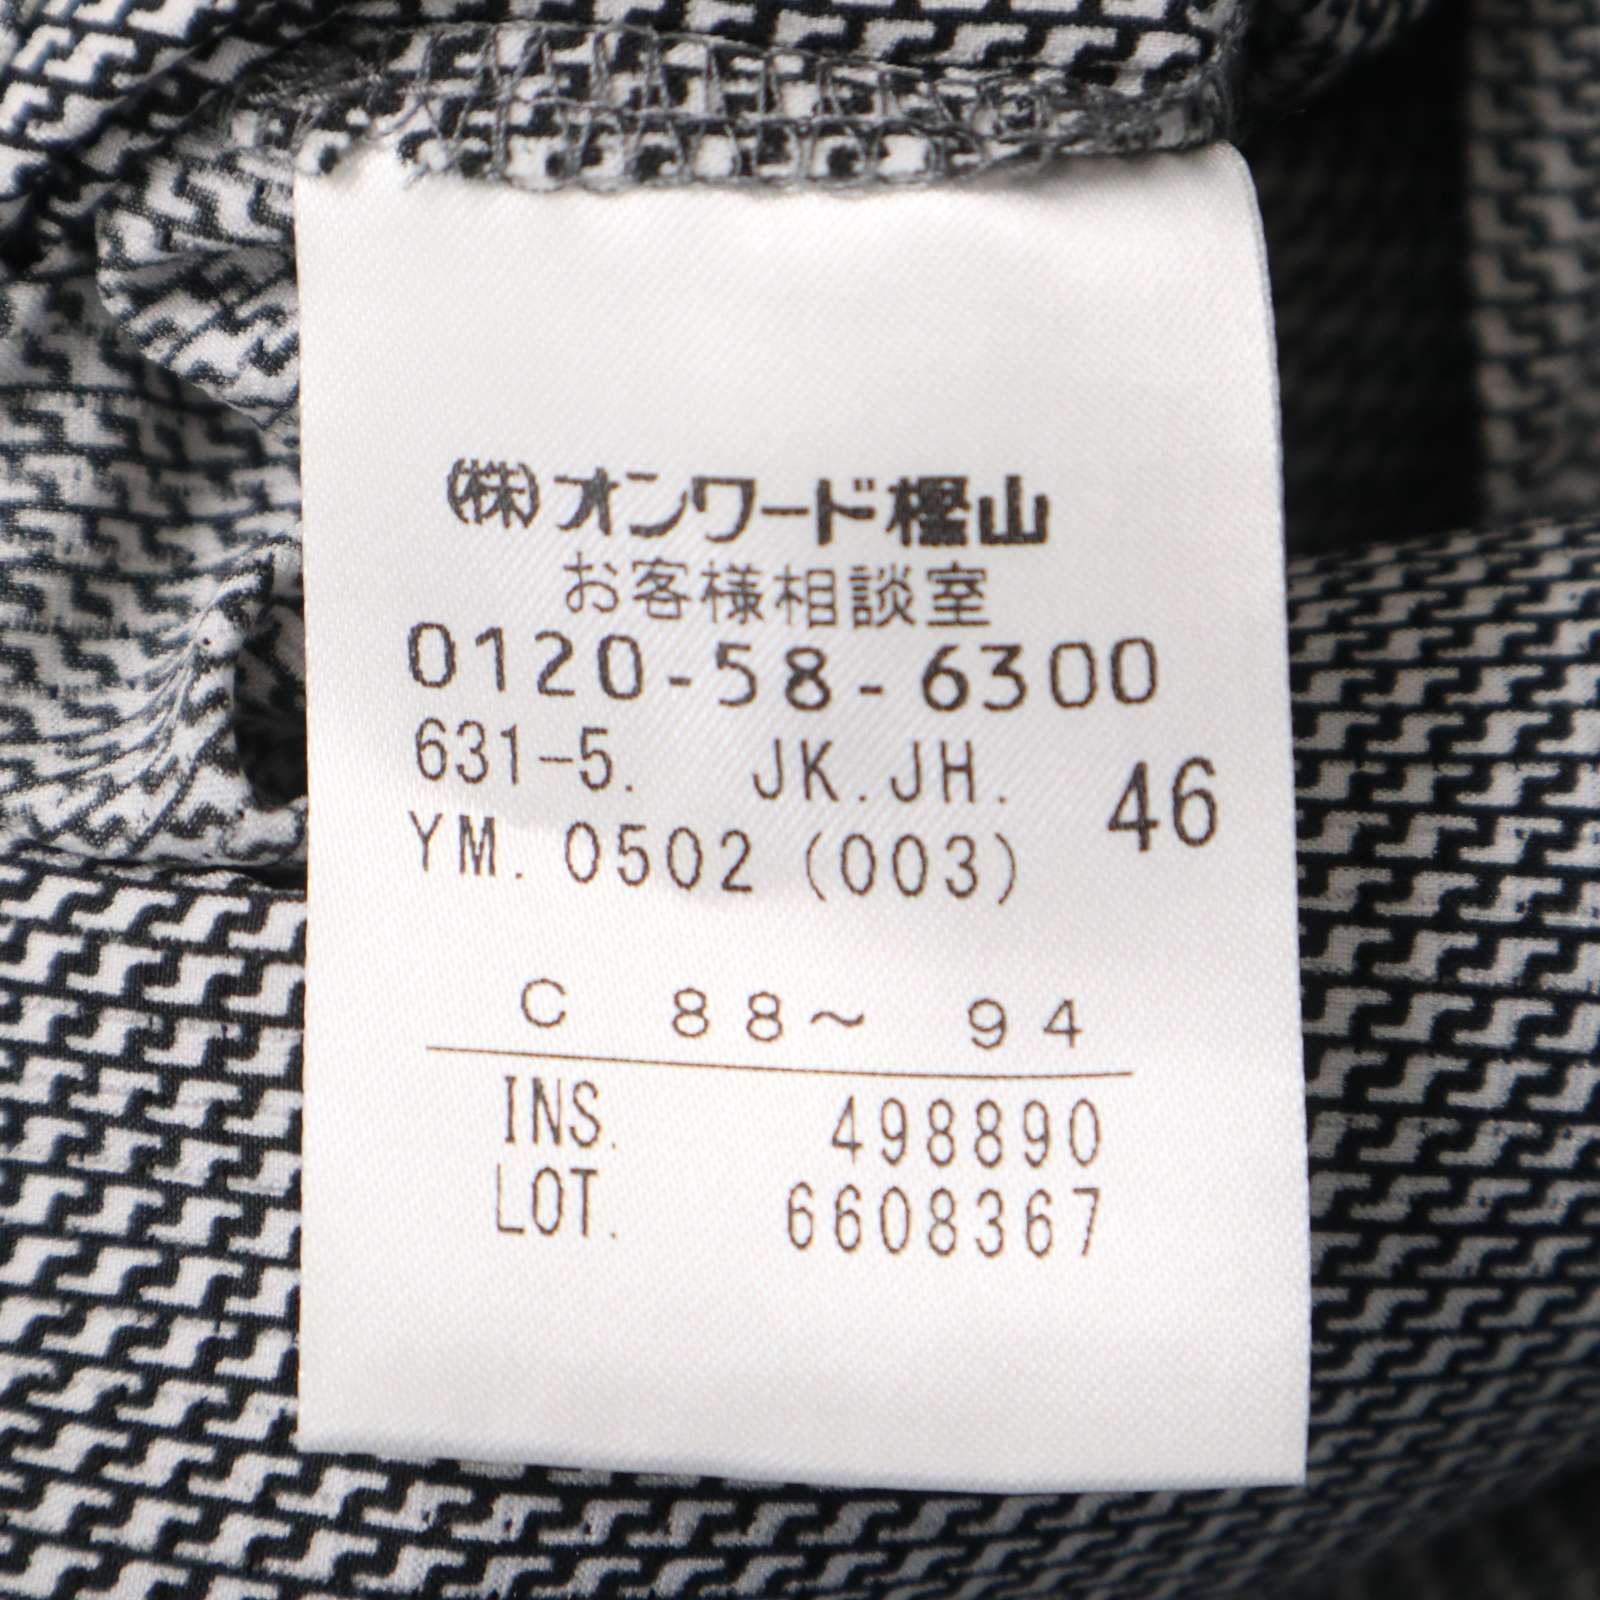 (株)オンワード樫山
お客様相談室
0120-58-6300
631-5. JK.JH. 46
YM. 0502 (003)
C 88~ 94
INS. 498890
LOT. 6608367